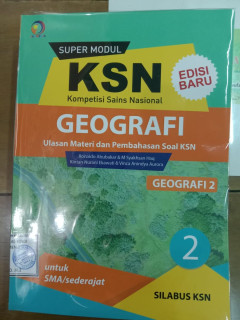 SUPER MODUL
KSN
Kompetisi Sains Nasional
EDISI
BARU
GEOGRAFI
Ulasan Materi dan Pembahasan Soal KSN
GEOGRAFI 2
2
untuk
SMA/sederajat
SILABUS KSN